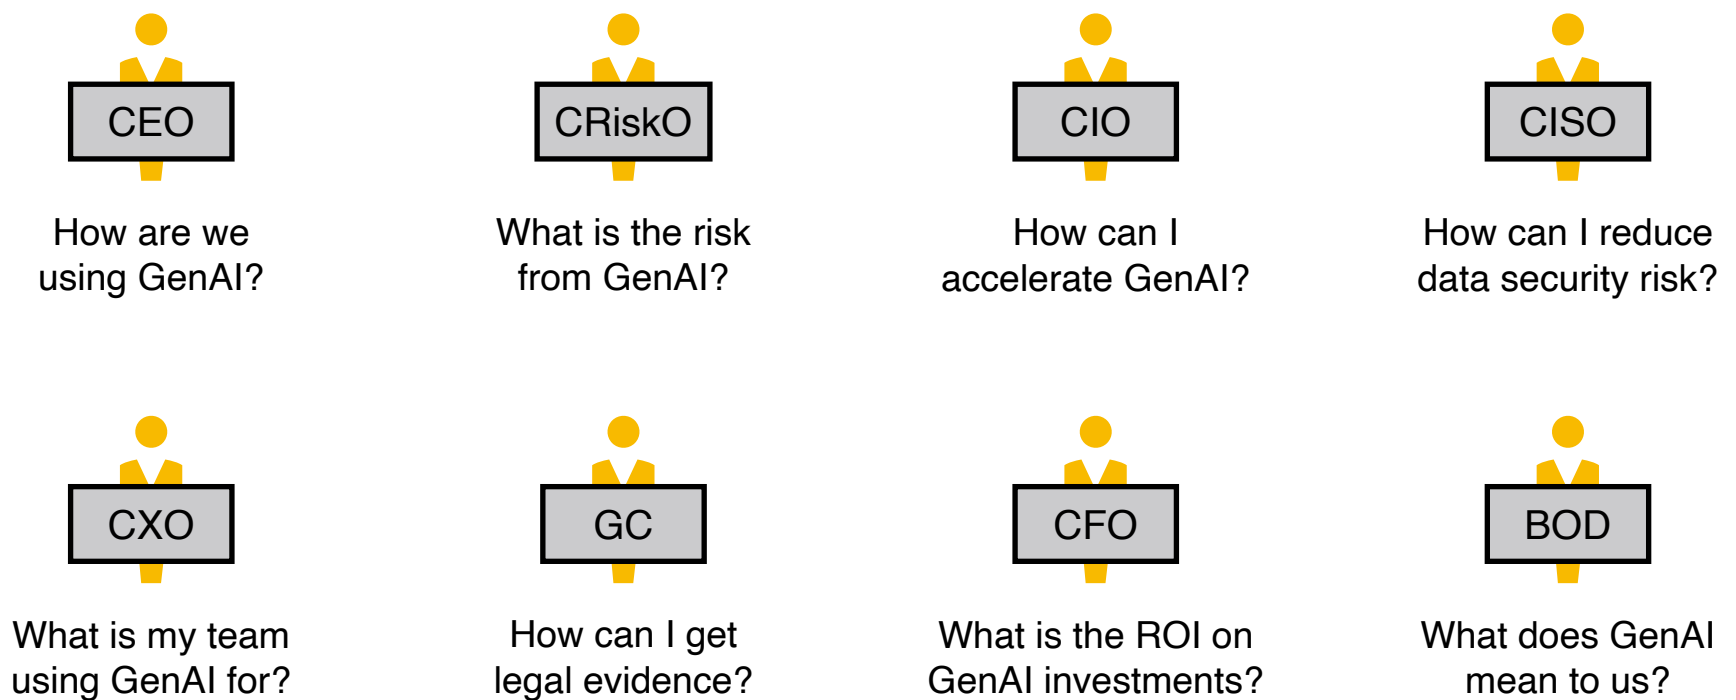 CEO
CRiskO
CIO
CISO
How are we
using GenAI?
What is the risk
from GenAI?
How can I
accelerate GenAI?
How can I reduce
data security risk?
CXO
GC
CFO
BOD
What is my team
using GenAI for?
How can I get
legal evidence?
What is the ROI on
GenAI investments?
What does GenAI
mean to us?